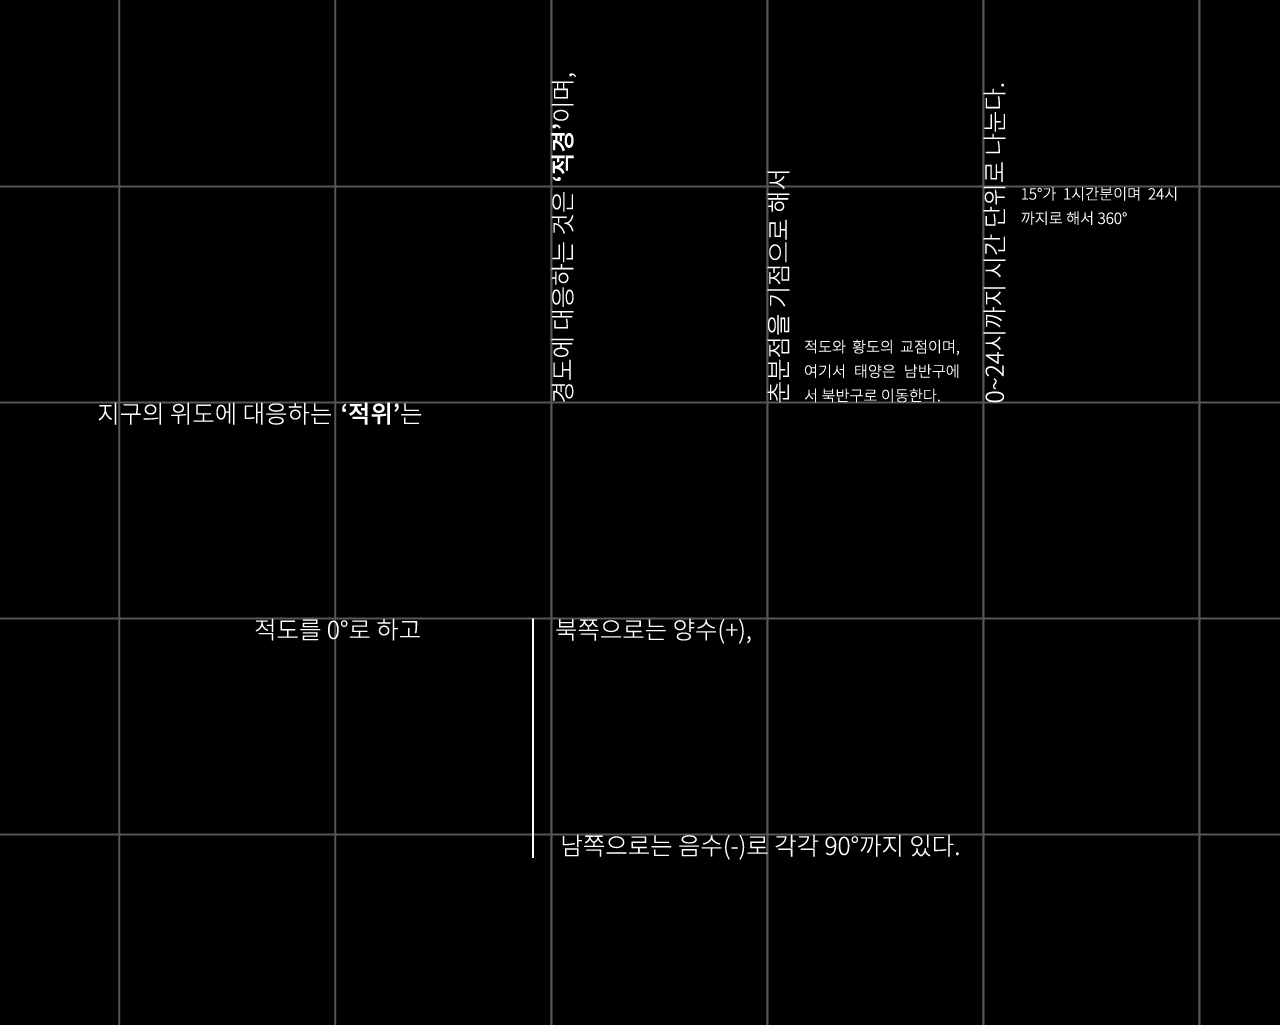 지구의 위도에 대응하는 ‘적위’는
적도를 0°로 하고
북쪽으로는 양수(+),
남쪽으로는 음수(-)로 각각 90°까지 있다.
경도에 대응하는 것은 ‘적경’이며,
춘분점을 기점으로 해서
적도와 황도의 교점이며,
여기서 태양은 남반구에
서 북반구로 이동한다.
0~24시까지 시간 단위로 나눈다.
15°가 1시간분이며 24시
까지로 해서 360°